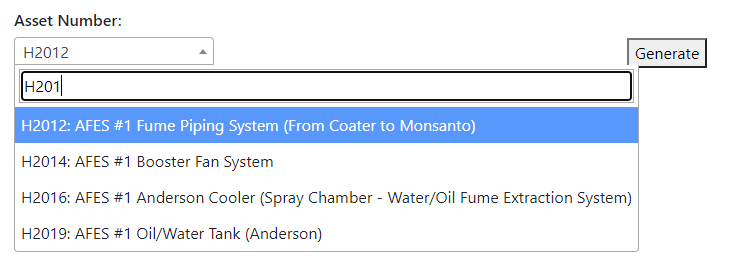 Asset Number:
H2012
Generate
H201
H2012: AFES #1 Fume Piping System (From Coater to Monsanto)
H2014: AFES #1 Booster Fan System
H2016: AFES #1 Anderson Cooler (Spray Chamber - Water/Oil Fume Extraction System)
H2019: AFES #1 Oil/Water Tank (Anderson)